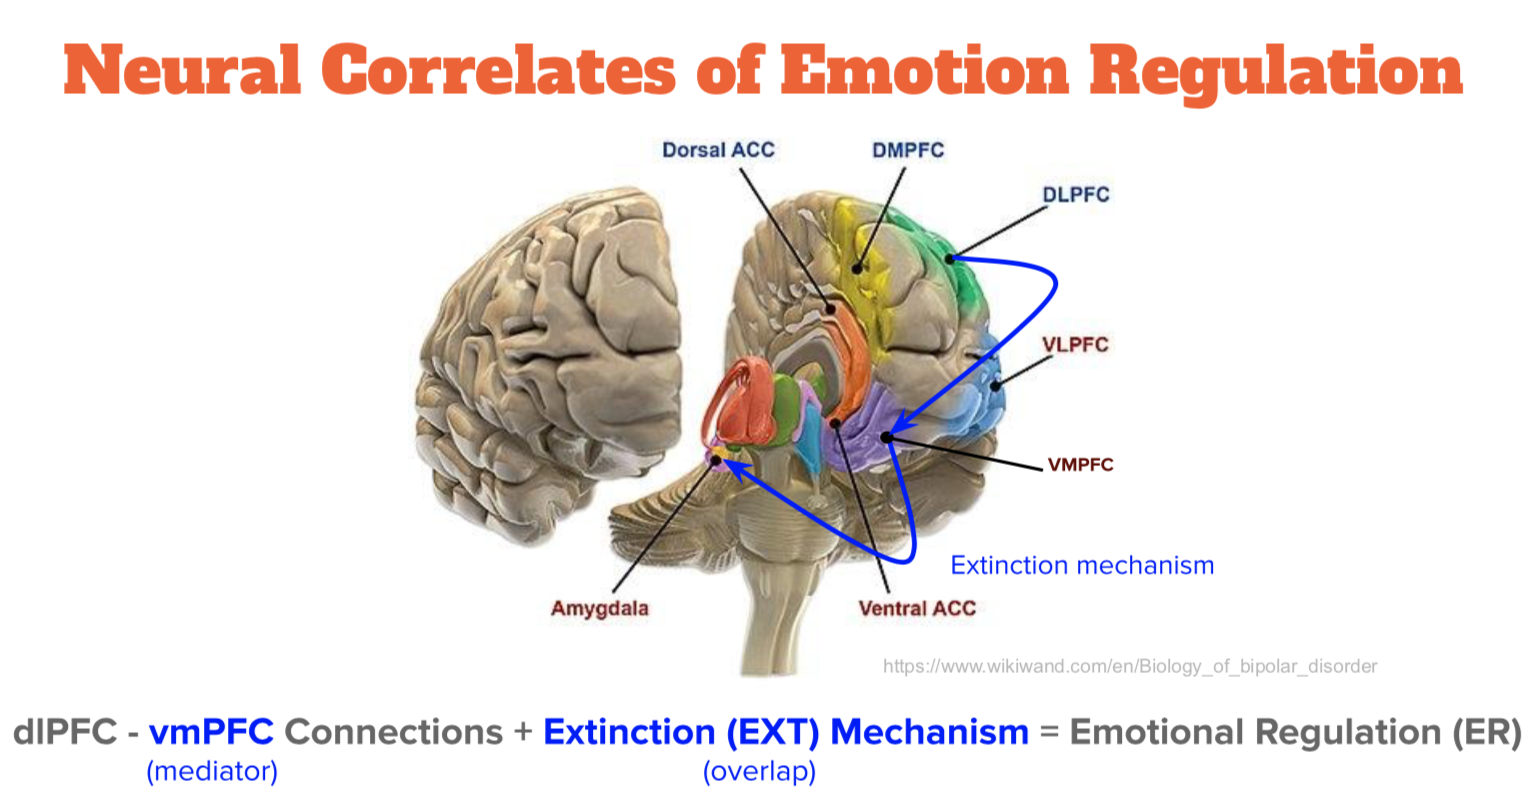 Neural Correlates of Emotion Regulation
Dorsal ACC
DMPFC
DLPFC
VLPFC
VMPFC
Extinction mechanism
Amygdala
Ventral ACC
https://www.wikiwand.com/en/Biology_of_bipolar_disorder
dlPFC - vmPFC Connections + Extinction (EXT) Mechanism = Emotional Regulation (ER)
(mediator)
(overlap)